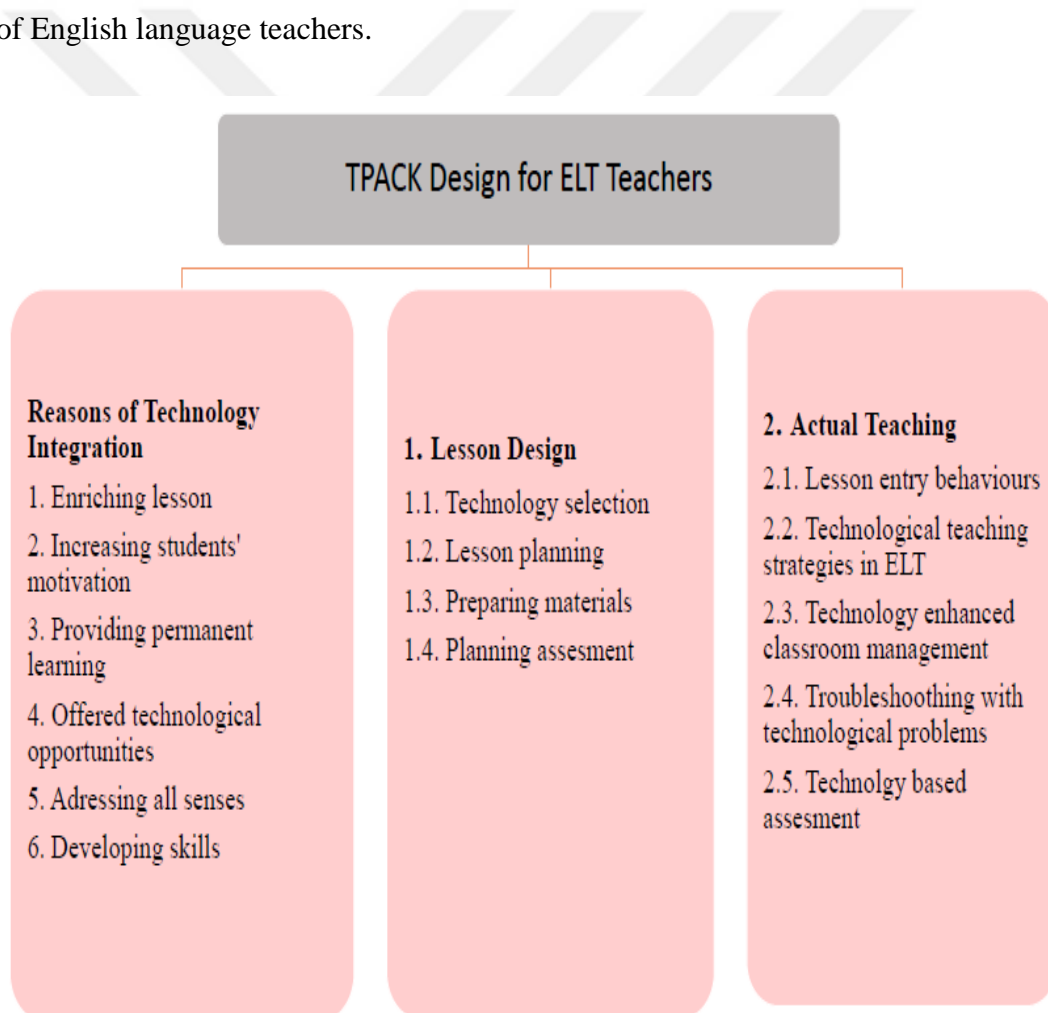 of English language teachers.
TPACK Design for ELT Teachers
Reasons of Technology
Integration
1. Enriching lesson
2. Increasing students'
motivation
3. Providing permanent
learning
4. Offered technological
opportunities
5. Adressing all senses
6. Developing skills
1. Lesson Design
1.1. Technology selection
1.2. Lesson planning
1.3. Preparing materials
1.4. Planning assesment
2. Actual Teaching
2.1. Lesson entry behaviours
2.2. Technological teaching
strategies in ELT
2.3. Technology enhanced
classroom management
2.4. Troubleshoothing with
technological problems
2.5. Technolgy based
assesment